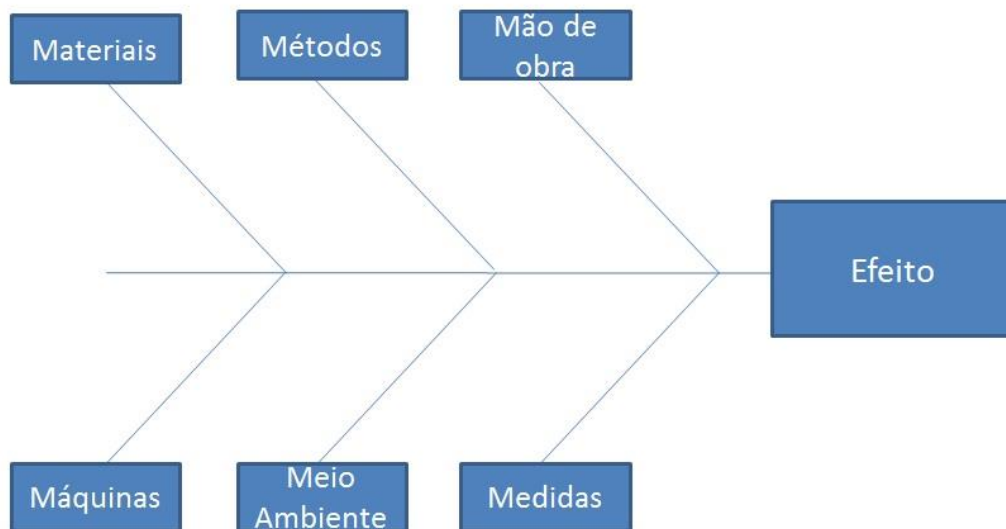 Materiais
Métodos
Mão de
obra
Efeito
Máquinas
Meio
Ambiente
Medidas